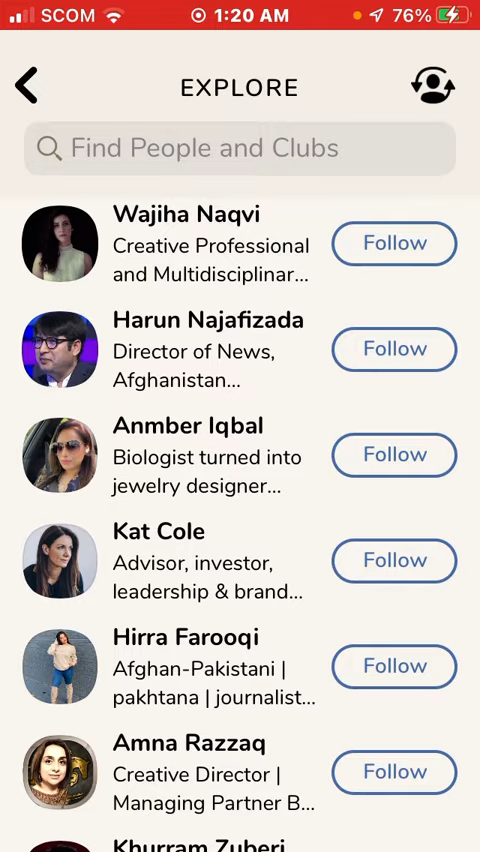 SCOM 1:20 AM 76%
EXPLORE
Find People and Clubs
Wajiha Naqvi
Creative Professional
and Multidisciplinar...
Follow
Harun Najafizada
Director of News,
Afghanistan...
Follow
Anmber Iqbal
Biologist turned into
jewelry designer...
Follow
Kat Cole
Advisor, investor,
leadership & brand...
Follow
Hirra Farooqi
Afghan-Pakistani |
pakhtana | journalist...
Follow
Amna Razzaq
Creative Director |
Managing Partner B...
Follow
Khurram Zuberi